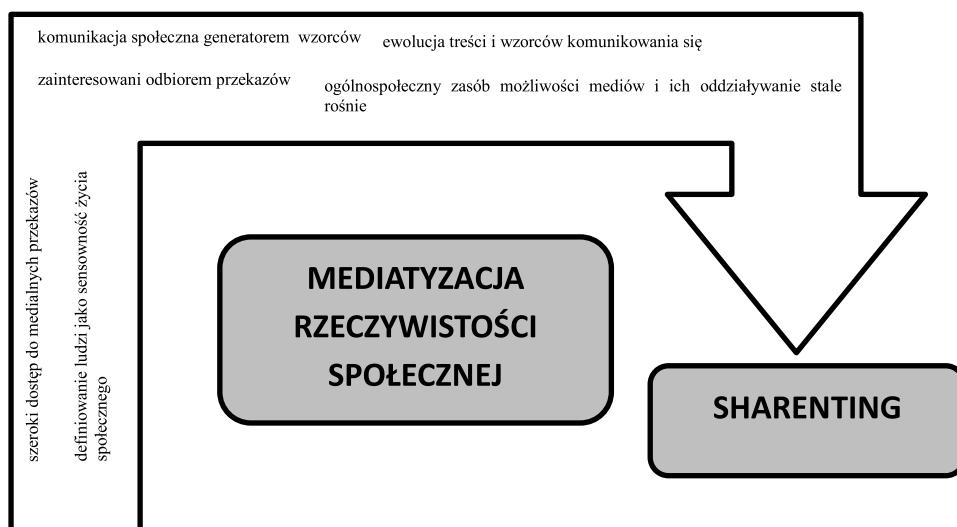 komunikacja społeczna generatorem wzorców
ewolucja treści i wzorców komunikowania się
zainteresowani odbiorem przekazów
ogólnospołeczny zasób możliwości mediów i ich oddziaływanie stale
rośnie
szeroki dostęp do medialnych przekazów
definiowanie ludzi jako sensowność życia
społecznego
MEDIATYZACJA
RZECZYWISTOŚCI
SPOŁECZNEJ
SHARENTING